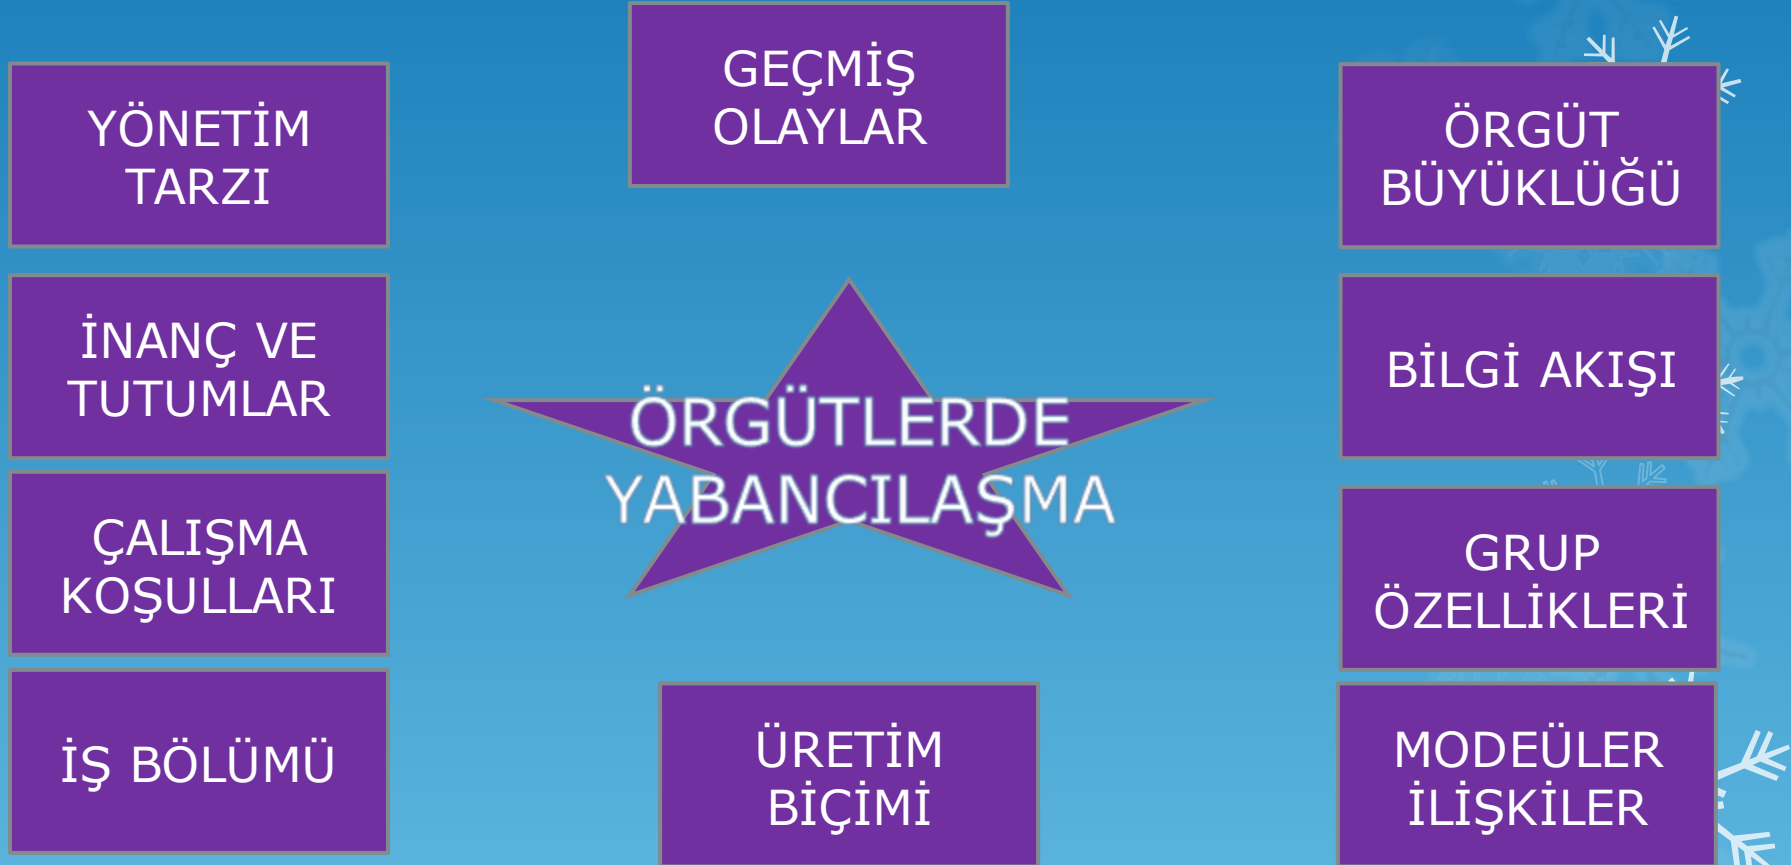 GEÇMİŞ
OLAYLAR
YÖNETİM
TARZI
ÖRGÜT
BÜYÜKLÜĞÜ
İNANÇ VE
TUTUMLAR
BİLGİ AKIŞI
ÖRGÜTLERDE
YABANCILAŞMA
ÇALIŞMA
KOŞULLARI
GRUP
ÖZELLİKLERİ
İŞ BÖLÜMÜ
ÜRETİM
BİÇİMİ
MODEÜLER
İLİŞKİLER